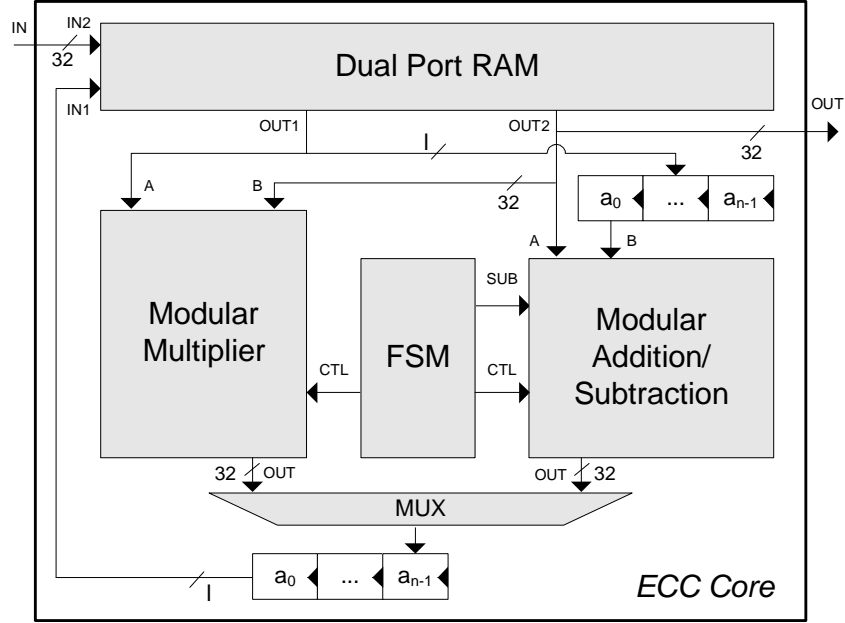 IN
IN2
32
IN1
Dual Port RAM
OUT
32
OUT1
OUT2
l
A
B
32
a0
...
an-1
A
B
Modular
Multiplier
FSM
SUB
CTL
CTL
Modular
Addition/
Subtraction
32
OUT
OUT
32
MUX
l
a0
...
an-1
ECC Core